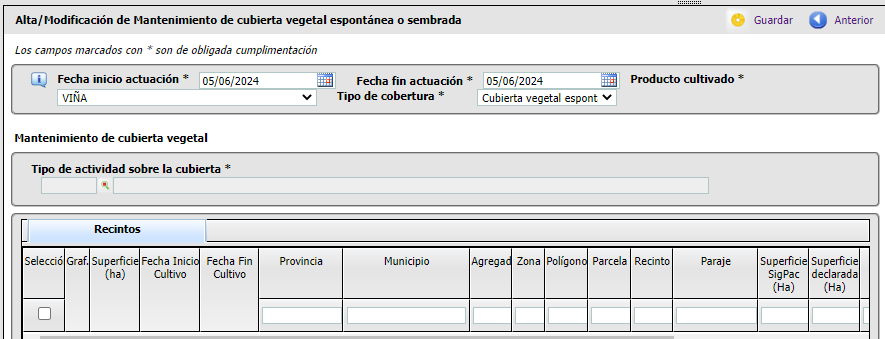 Alta/Modificación de Mantenimiento de cubierta vegetal espontánea o sembrada Guardar Anterior
Los campos marcados con * son de obligada cumplimentación
Fecha inicio actuación * 05/06/2024 Fecha fin actuación * 05/06/2024 Producto cultivado *
VIÑA Tipo de cobertura * Cubierta vegetal espont
Mantenimiento de cubierta vegetal
Tipo de actividad sobre la cubierta *
Recintos
Selecció Graf. Superficie (ha) Fecha Inicio Cultivo Fecha Fin Cultivo Provincia Municipio Agregad Zona Polígono Parcela Recinto Paraje Superficie SigPac (Ha) Superficie declarada (Ha)